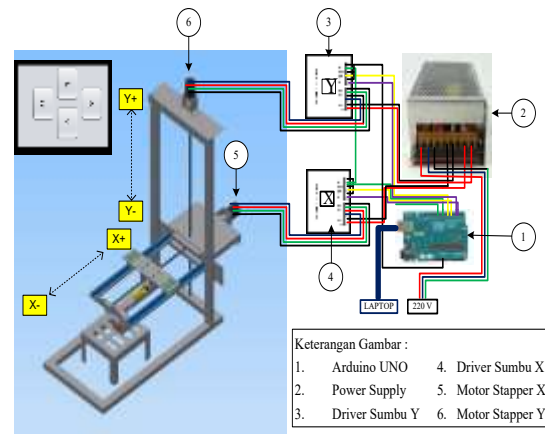 6
3
Y
2
Y+
5
Y-
X
X+
1
X-
4
LAPTOP
220 V
Keterangan Gambar :
1. Arduino UNO 4. Driver Sumbu X
2. Power Supply 5. Motor Stapper X
3. Driver Sumbu Y 6. Motor Stapper Y